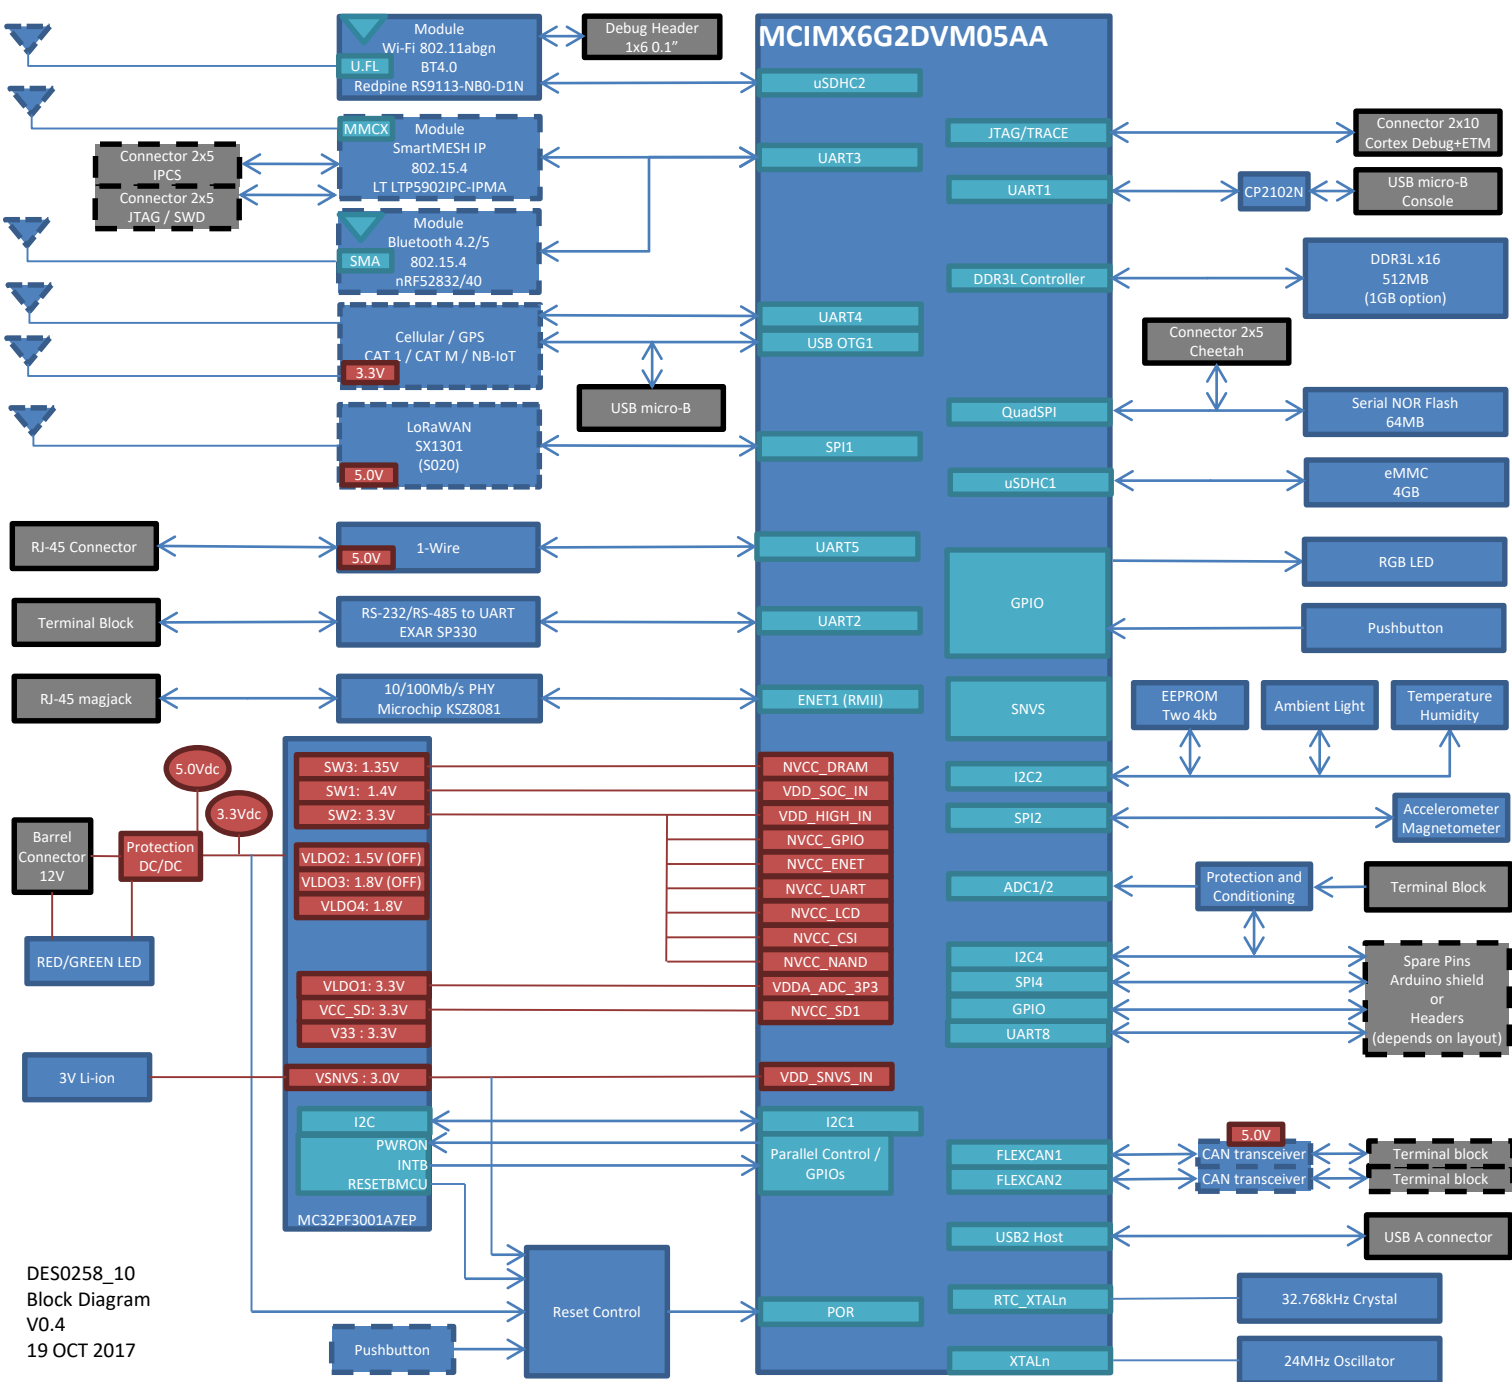 MCIMX6G2DVM05AA
Module
Wi-Fi 802.11abgn
BT4.0
Redpine RS9113-NB0-D1N
U.FL
Debug Header
1x6 0.1”
uSDHC2
MMCX
Module
SmartMESH IP
802.15.4
LT LTP5902IPC-IPMA
Connector 2x5
IPCS
Connector 2x5
JTAG / SWD
UART3
Module
Bluetooth 4.2/5
802.15.4
nRF52832/40
SMA
Cellular / GPS
CAT 1 / CAT M / NB-IoT
3.3V
UART4
USB OTG1
USB micro-B
LoRaWAN
SX1301
(S020)
5.0V
SPI1
RJ-45 Connector
1-Wire
5.0V
UART5
Terminal Block
RS-232/RS-485 to UART
EXAR SP330
UART2
RJ-45 magjack
10/100Mb/s PHY
Microchip KSZ8081
ENET1 (RMII)
JTAG/TRACE
Connector 2x10
Cortex Debug+ETM
UART1
CP2102N
USB micro-B
Console
DDR3L Controller
DDR3L x16
512MB
(1GB option)
Connector 2x5
Cheetah
QuadSPI
Serial NOR Flash
64MB
uSDHC1
eMMC
4GB
GPIO
RGB LED
Pushbutton
SNVS
EEPROM
Two 4kb
Ambient Light
Temperature
Humidity
I2C2
SPI2
Accelerometer
Magnetometer
ADC1/2
Protection and
Conditioning
Terminal Block
I2C4
SPI4
GPIO
UART8
Spare Pins
Arduino shield
or
Headers
(depends on layout)
5.0Vdc
3.3Vdc
Barrel
Connector
12V
Protection
DC/DC
RED/GREEN LED
SW3: 1.35V
SW1: 1.4V
SW2: 3.3V
VLDO2: 1.5V (OFF)
VLDO3: 1.8V (OFF)
VLDO4: 1.8V
VLDO1: 3.3V
VCC_SD: 3.3V
V33 : 3.3V
NVCC_DRAM
VDD_SOC_IN
VDD_HIGH_IN
NVCC_GPIO
NVCC_ENET
NVCC_UART
NVCC_LCD
NVCC_CSI
NVCC_NAND
VDDA_ADC_3P3
NVCC_SD1
3V Li-ion
VSNVS : 3.0V
VDD_SNVS_IN
I2C
PWRON
INTB
RESETBMCU
MC32PF3001A7EP
I2C1
Parallel Control /
GPIOs
5.0V
FLEXCAN1
CAN transceiver
Terminal block
FLEXCAN2
CAN transceiver
Terminal block
USB2 Host
USB A connector
RTC_XTALn
32.768kHz Crystal
XTALn
24MHz Oscillator
Reset Control
POR
Pushbutton
DES0258_10
Block Diagram
V0.4
19 OCT 2017